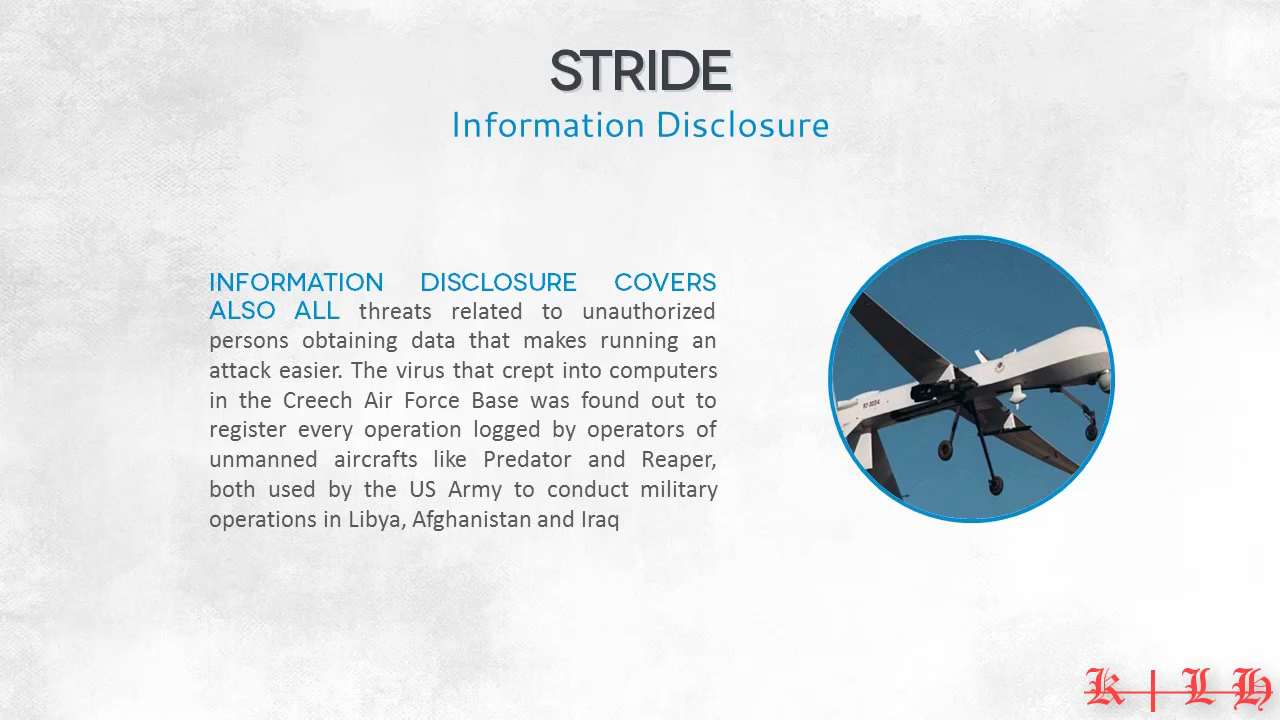 STRIDE
Information Disclosure
INFORMATION DISCLOSURE COVERS
ALSO ALL threats related to unauthorized
persons obtaining data that makes running an
attack easier. The virus that crept into computers
in the Creech Air Force Base was found out to
register every operation logged by operators of
unmanned aircrafts like Predator and Reaper,
both used by the US Army to conduct military
operations in Libya, Afghanistan and Iraq
k | L H